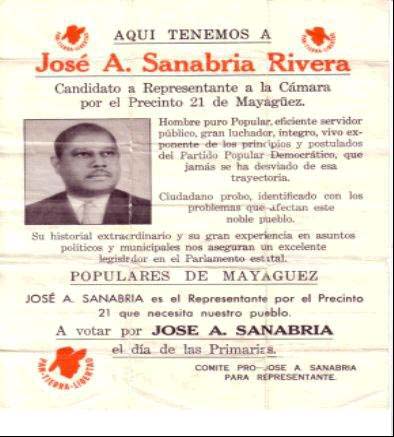 AQUI TENEMOS A
José A. Sanabria Rivera
Candidato a Representante a la Cámara
por el Precinto 21 de Mayagüez.
Hombre puro Popular, eficiente servidor
público, gran luchador, íntegro, vivo ex-
ponente de los principios y postulados
del Partido Popular Democrático, que
jamás se ha desviado de esa
trayectoria.
Ciudadano probo, identificado con los
problemas que afectan este
noble pueblo.
Su historial extraordinario y su gran experiencia en asuntos
políticos y municipales nos aseguran un excelente
legislador en el Parlamento estatal.
POPULARES DE MAYAGUEZ
JOSÉ A. SANABRIA es el Representante por el Precinto
21 que necesita nuestro pueblo.
A votar por JOSE A. SANABRIA
el día de las Primarias.
PAN-TIERRA-LIBERTAD
COMITE PRO-JOSE A. SANABRIA
PARA REPRESENTANTE.